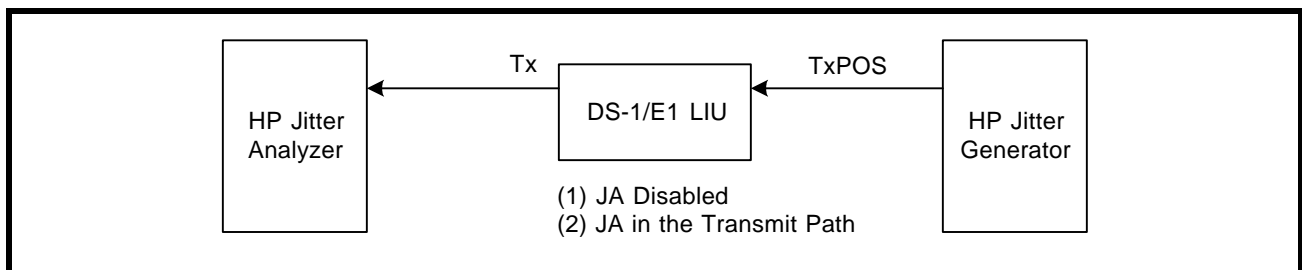 HP Jitter
Analyzer
Tx
DS-1/E1 LIU
TxPOS
HP Jitter
Generator
(1) JA Disabled
(2) JA in the Transmit Path